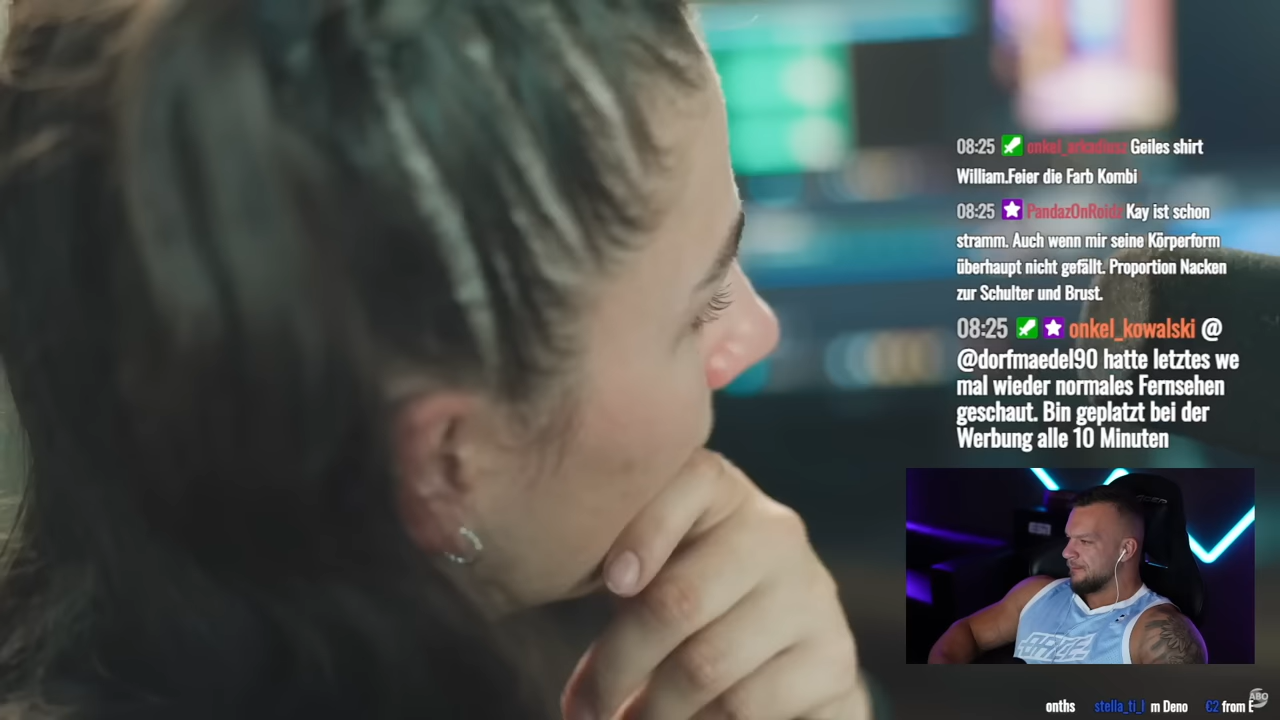 08:25 onkel_arkadiusz Geiles shirt
William.Feier die Farb Kombi
08:25 PandazOnRoidz Kay ist schon
stramm. Auch wenn mir seine Körperform
überhaupt nicht gefällt. Proportion Nacken
zur Schulter und Brust.
08:25 onkel_kowalski @
@dorfmaedel90 hatte letztes we
mal wieder normales Fernsehen
geschaut. Bin geplatzt bei der
Werbung alle 10 Minuten
onths stella_ti_l m Deno €2 from E
ABO